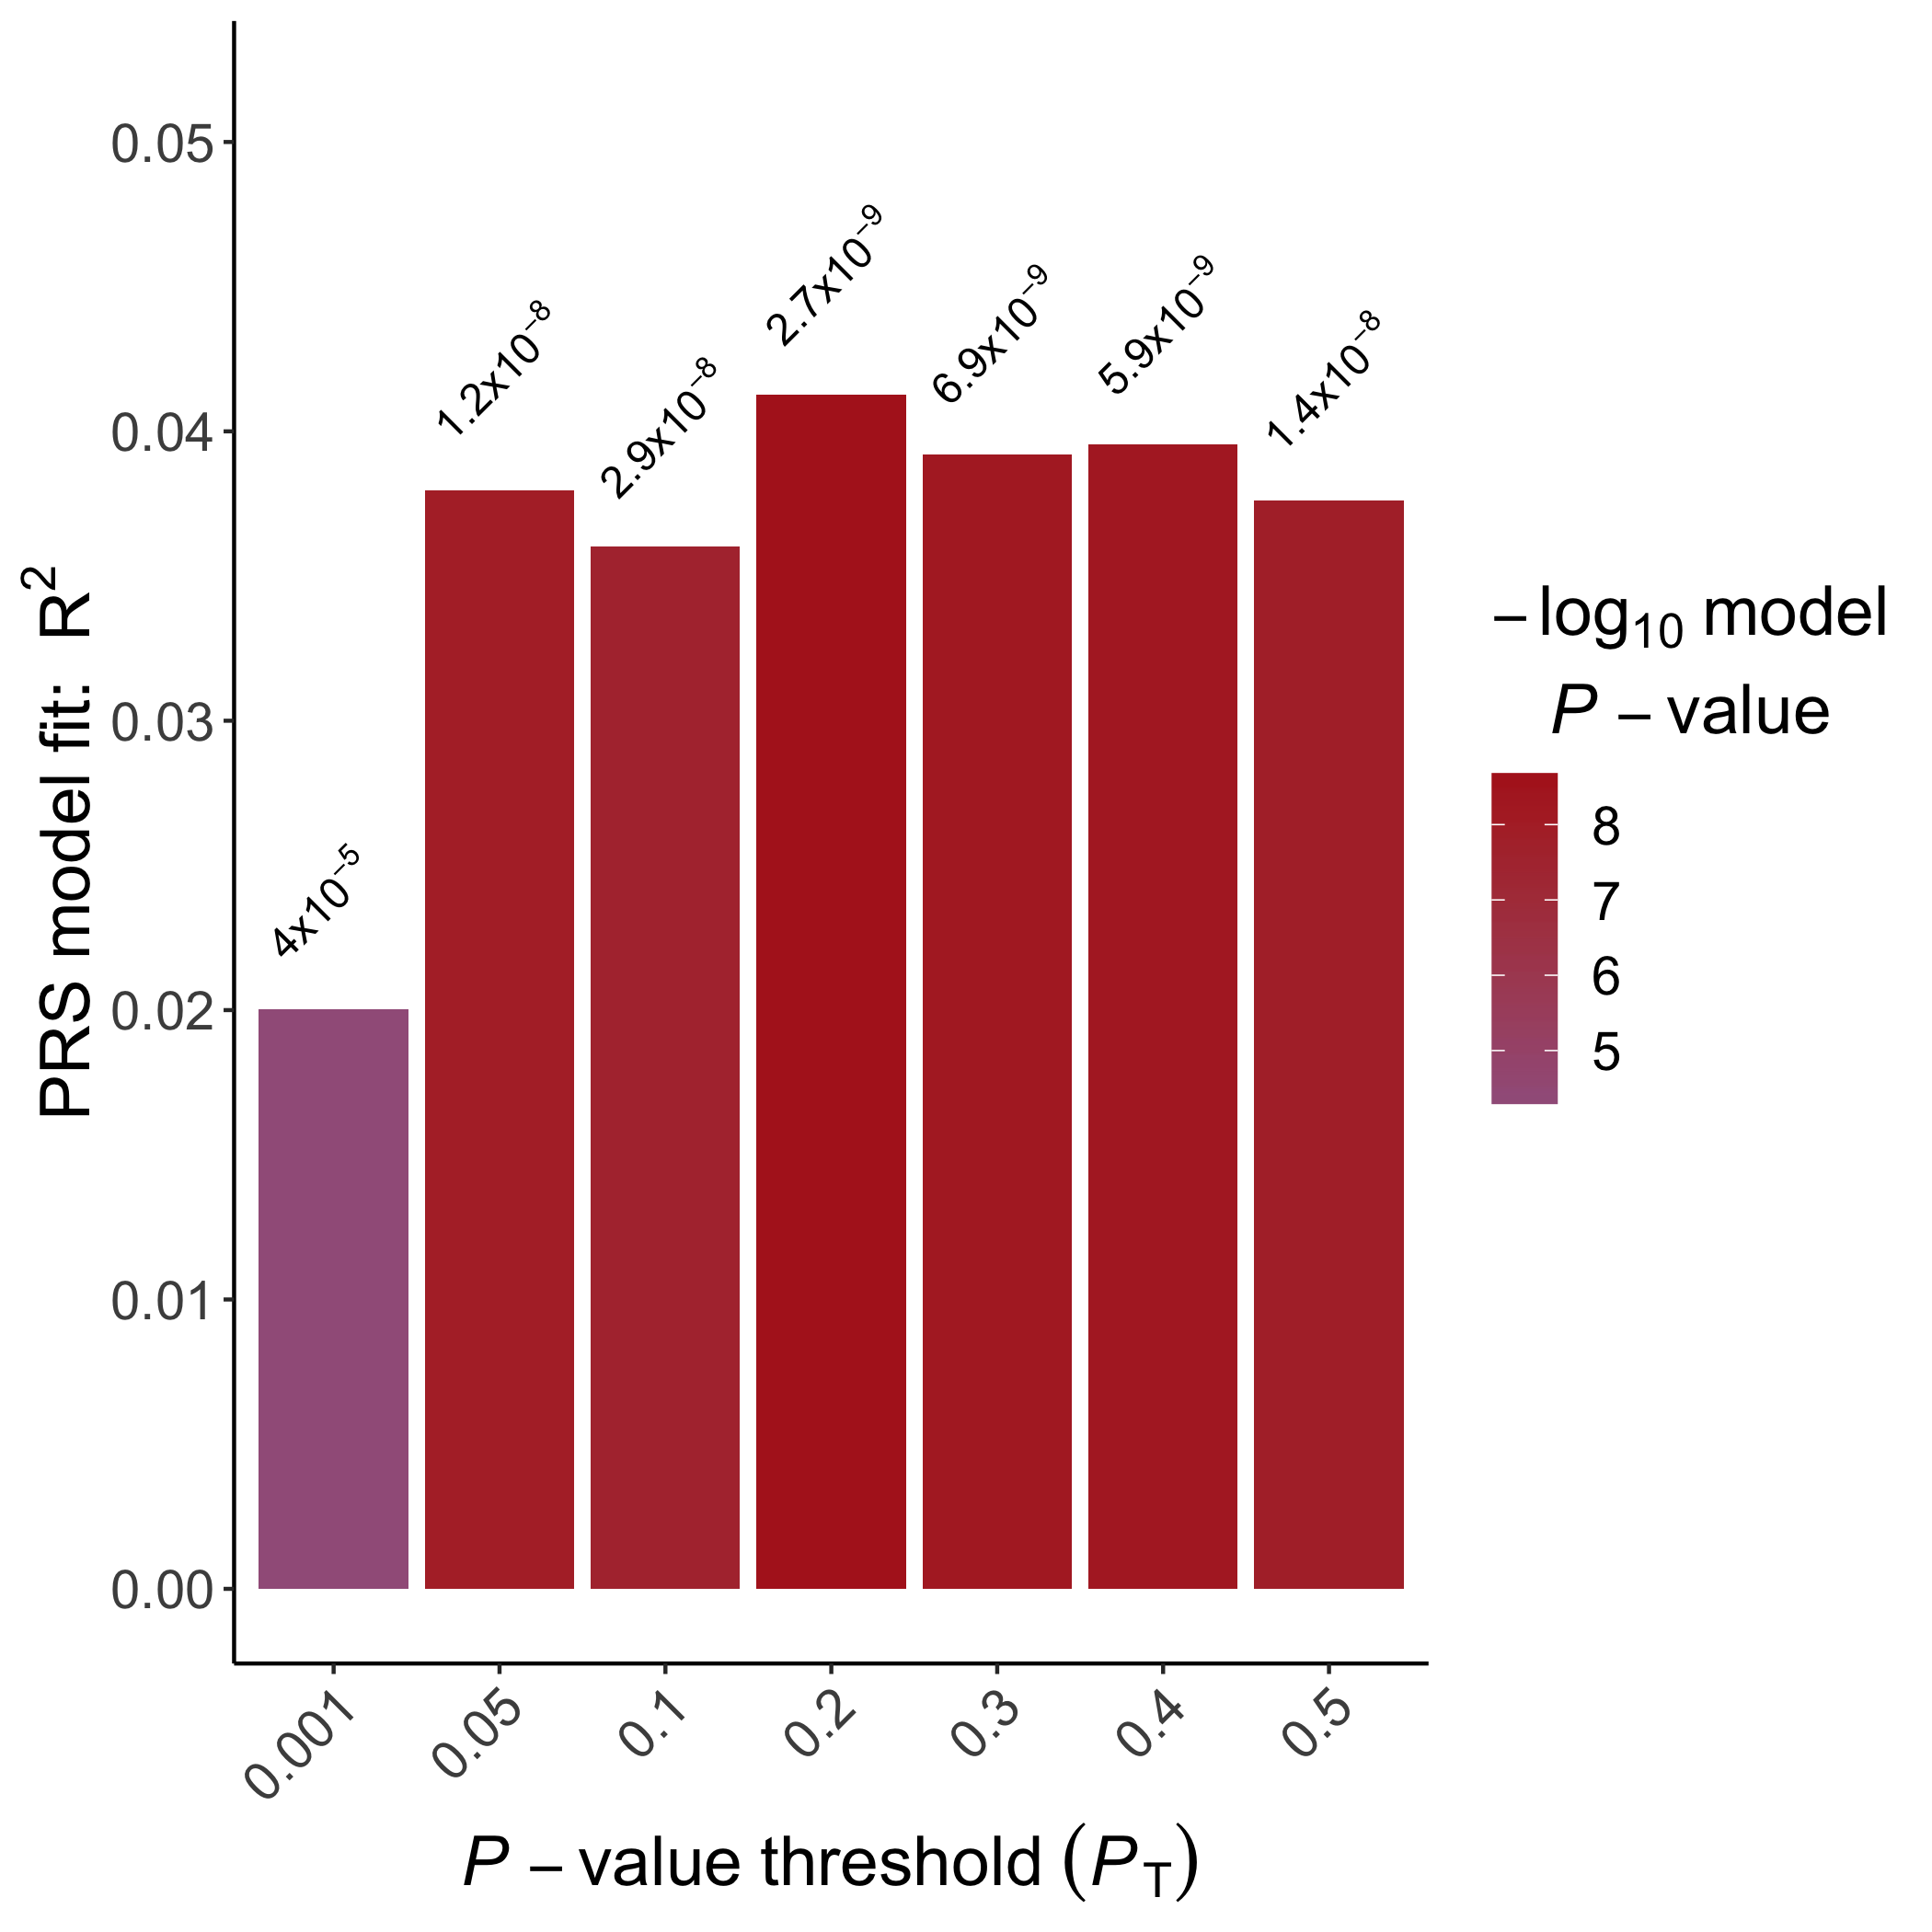 PRS model fit: R²
0.05
0.04
0.03
0.02
0.01
0.00
4x10⁻⁵
1.2x10⁻⁸
2.9x10⁻⁸
2.7x10⁻⁹
6.9x10⁻⁹
5.9x10⁻⁹
1.4x10⁻⁸
0.001
0.05
0.1
0.2
0.3
0.4
0.5
P – value threshold (P_T)
– log₁₀ model
P – value
8
7
6
5